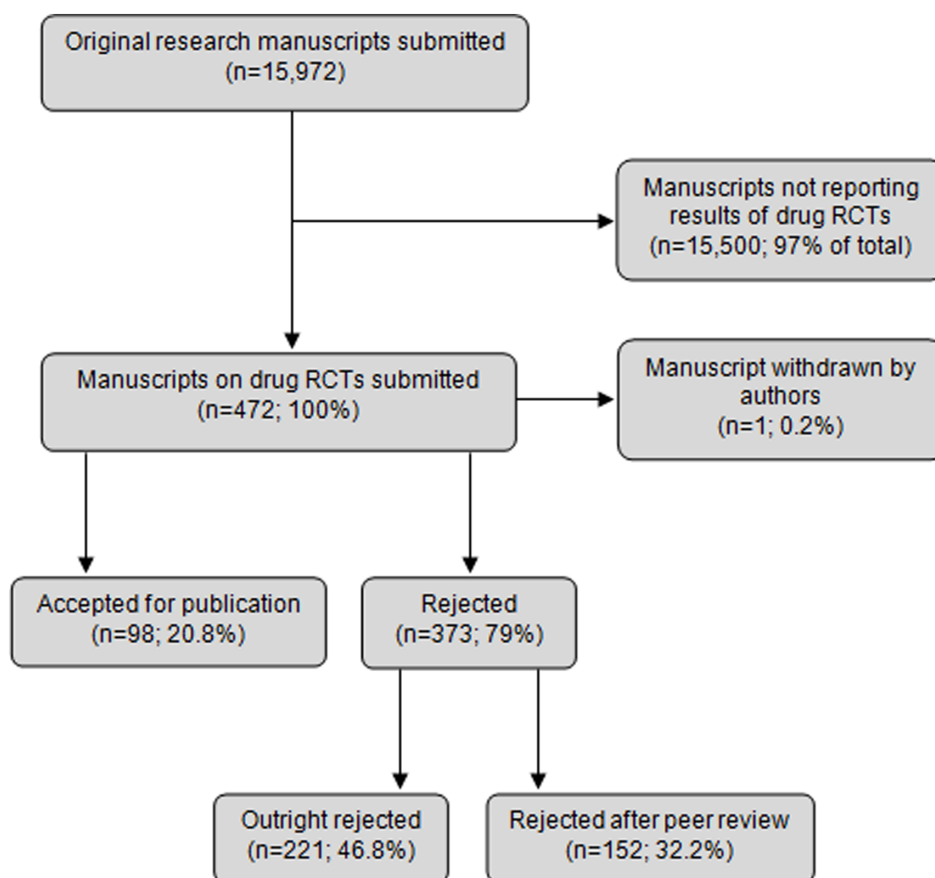 Original research manuscripts submitted
(n=15,972)
Manuscripts not reporting
results of drug RCTs
(n=15,500; 97% of total)
Manuscripts on drug RCTs submitted
(n=472; 100%)
Manuscript withdrawn by
authors
(n=1; 0.2%)
Accepted for publication
(n=98; 20.8%)
Rejected
(n=373; 79%)
Outright rejected
(n=221; 46.8%)
Rejected after peer review
(n=152; 32.2%)